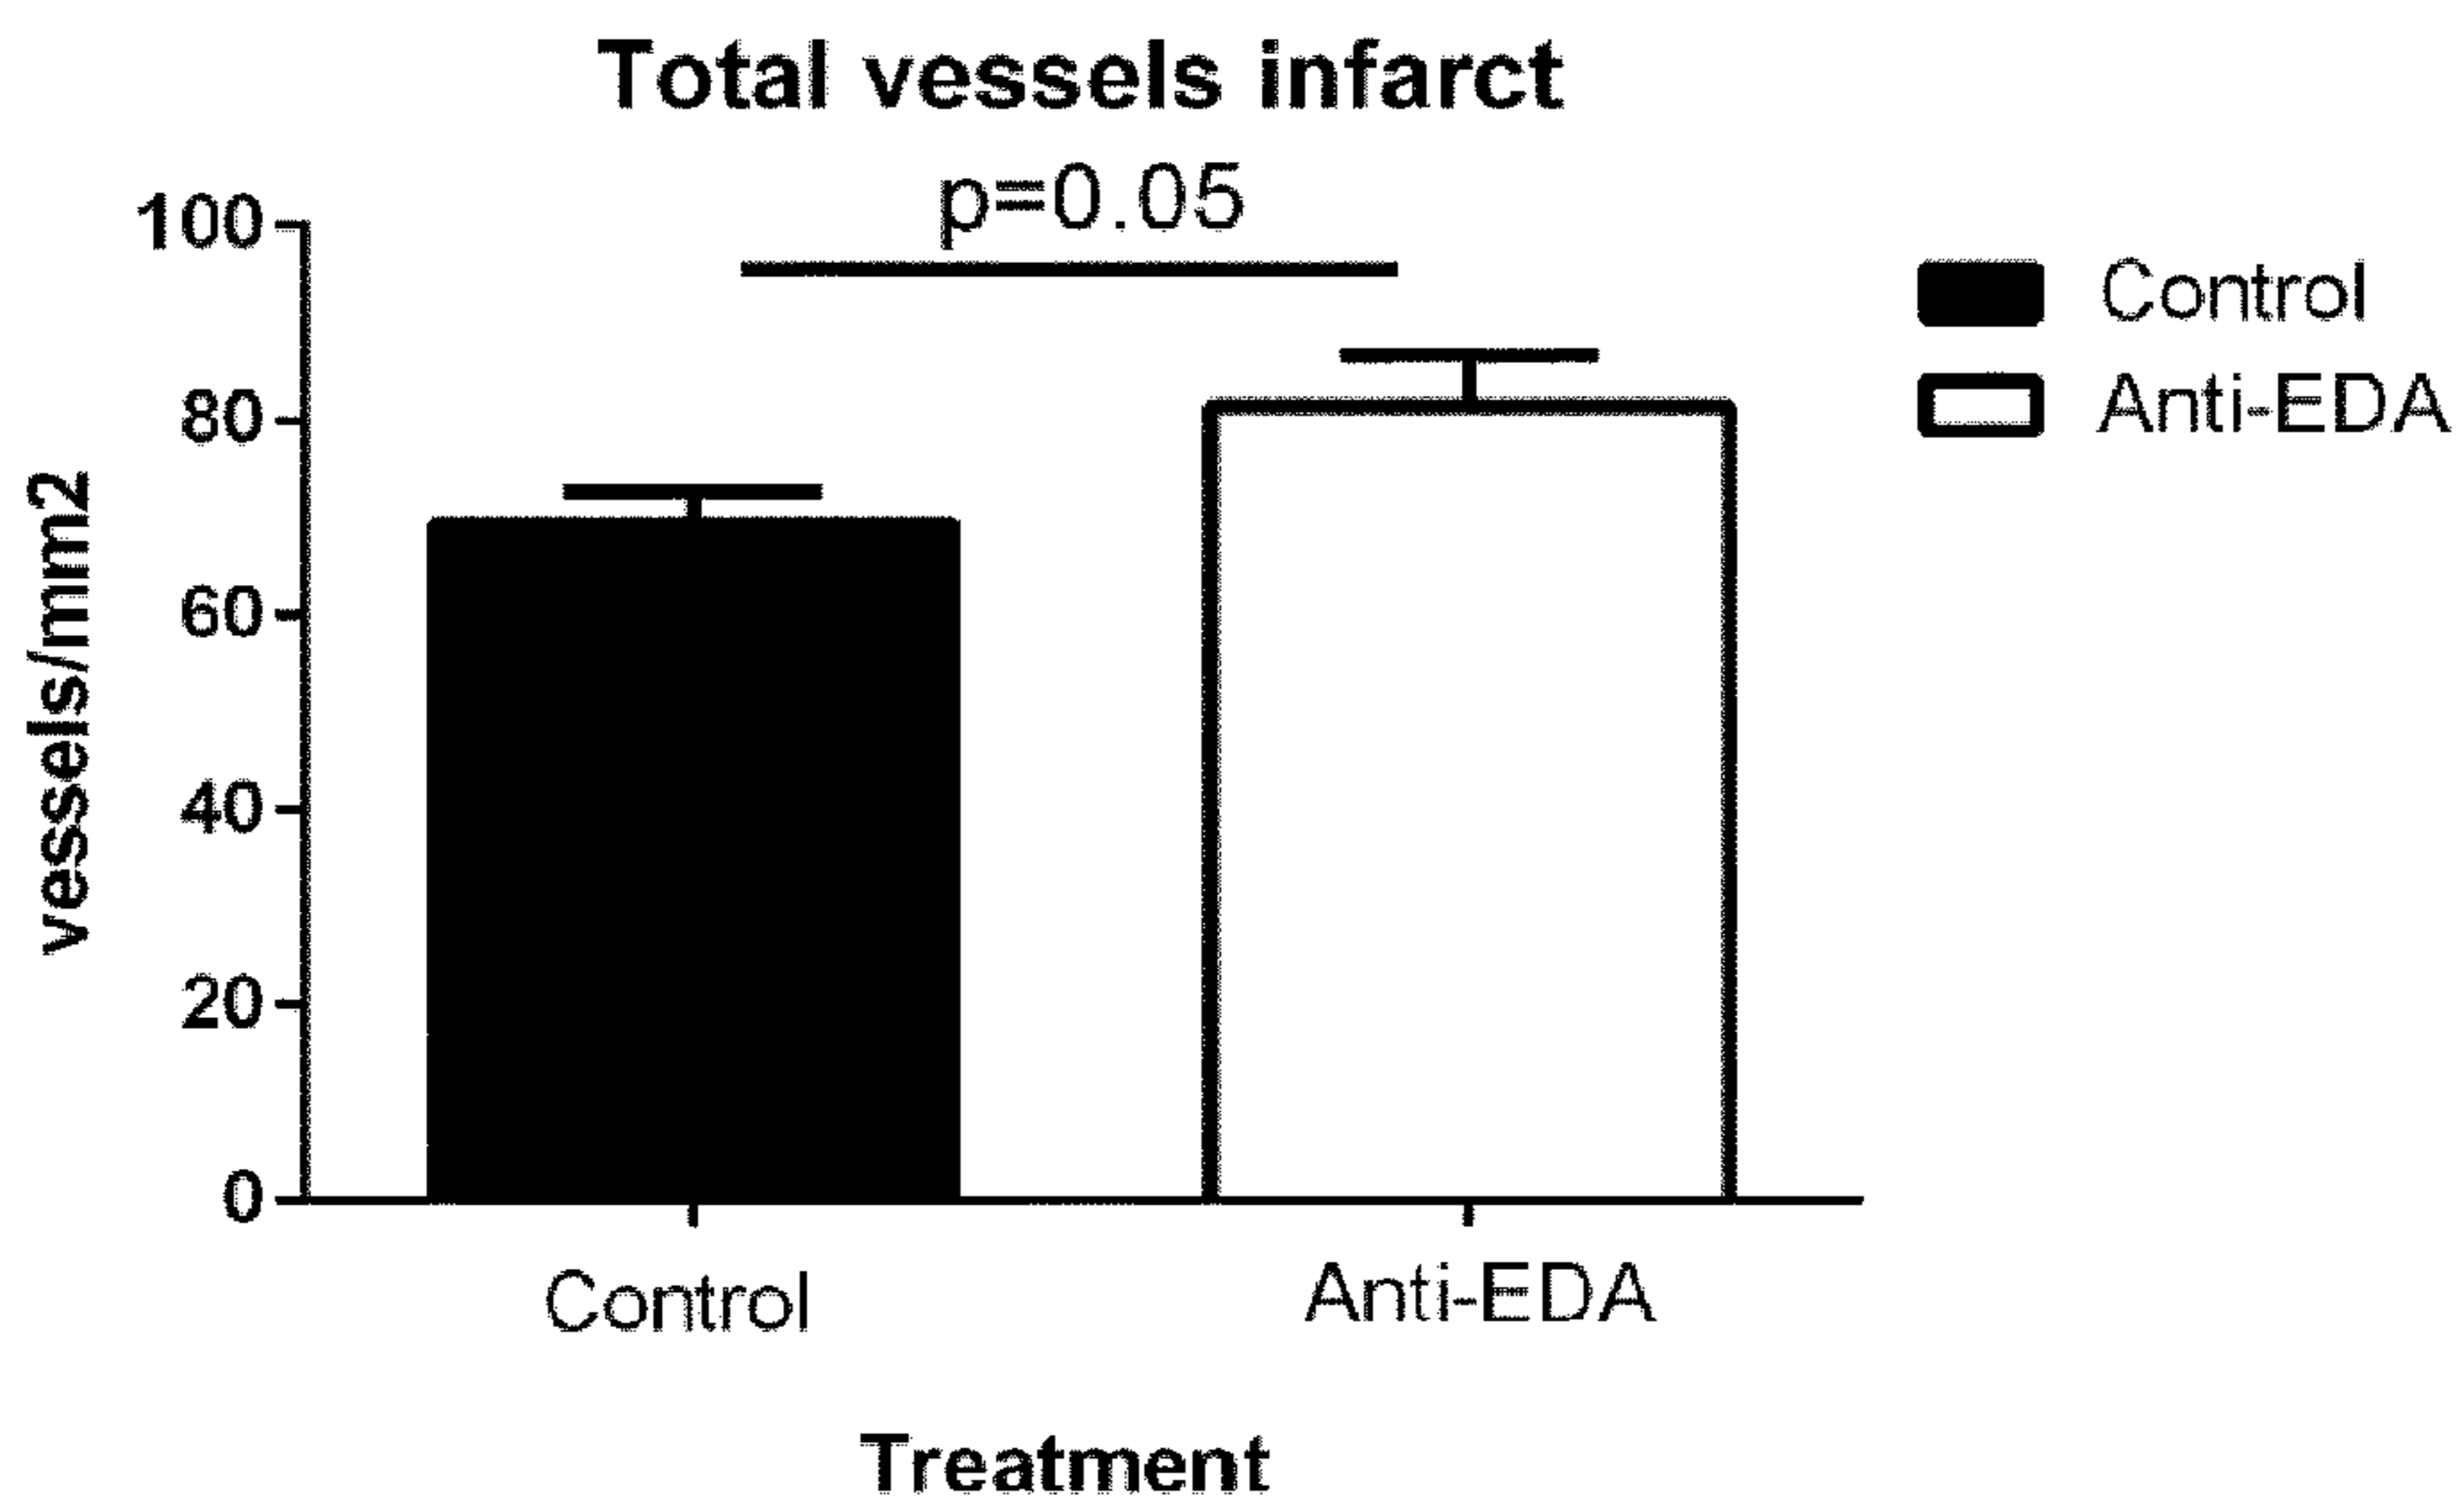 Total vessels infarct
p=0.05
100
80
60
40
20
0
vessels/mm2
Control
Anti-EDA
Control
Anti-EDA
Treatment